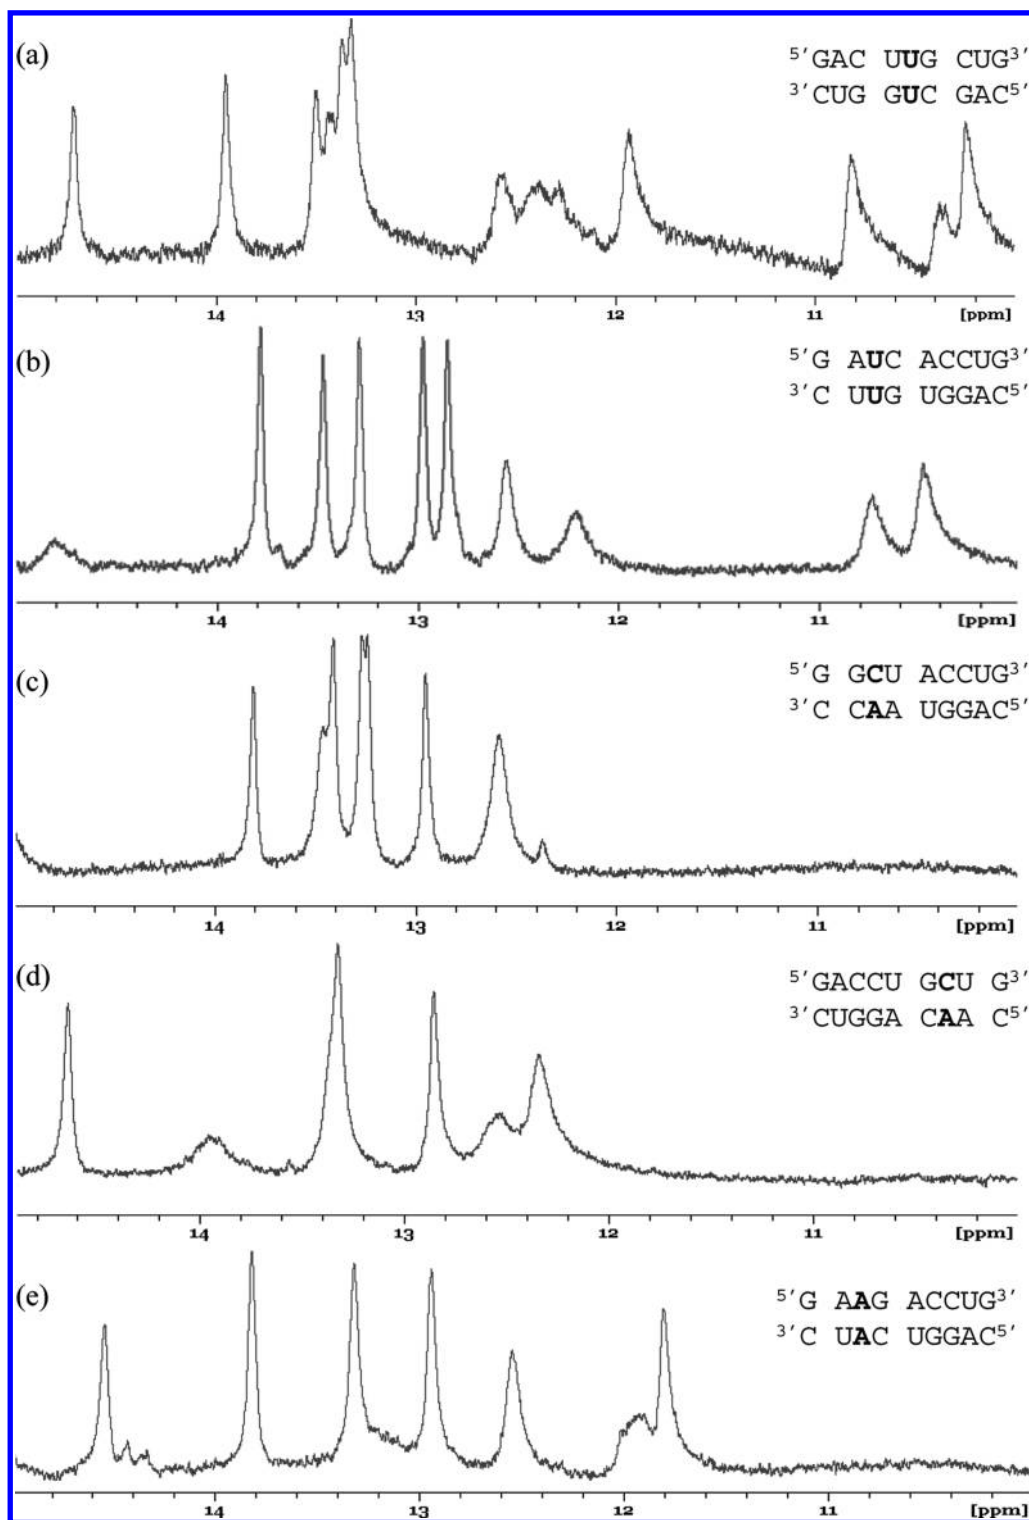 (a)
5'GAC UUG CUG3'
3'CUG GUC GAC5'
14 13 12 11 [ppm]
(b)
5'G AUC ACCUG3'
3'C UUG UGGAC5'
14 13 12 11 [ppm]
(c)
5'G GCU ACCUG3'
3'C CAA UGGAC5'
14 13 12 11 [ppm]
(d)
5'GACCU GCU G3'
3'CUGGA CAA C5'
14 13 12 11 [ppm]
(e)
5'G AAG ACCUG3'
3'C UAC UGGAC5'
14 13 12 11 [ppm]